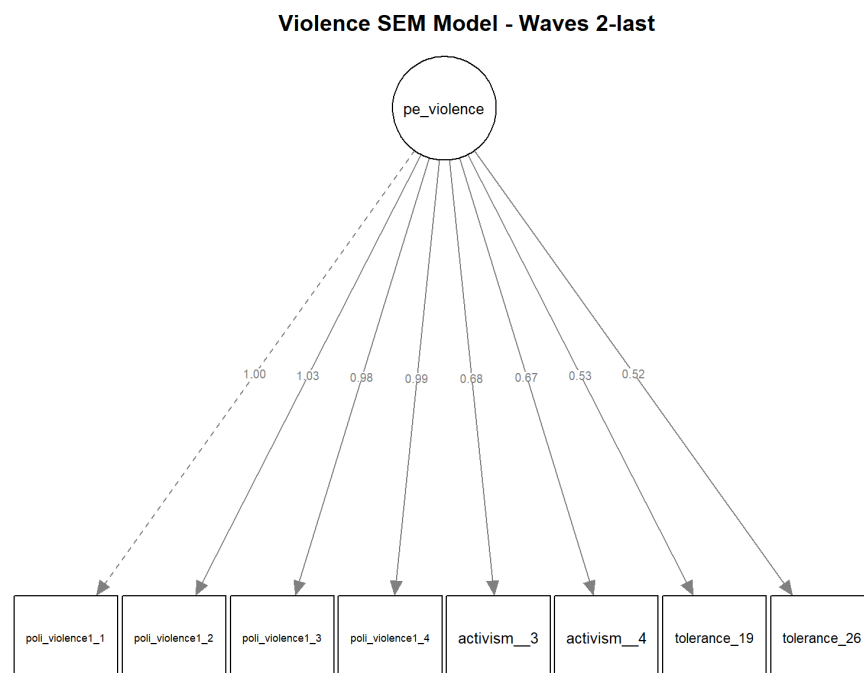 Violence SEM Model - Waves 2-last
pe_violence
1.00 1.03 0.98 0.99 0.68 0.67 0.53 0.52
poli_violence1_1 poli_violence1_2 poli_violence1_3 poli_violence1_4 activism__3 activism__4 tolerance_19 tolerance_26